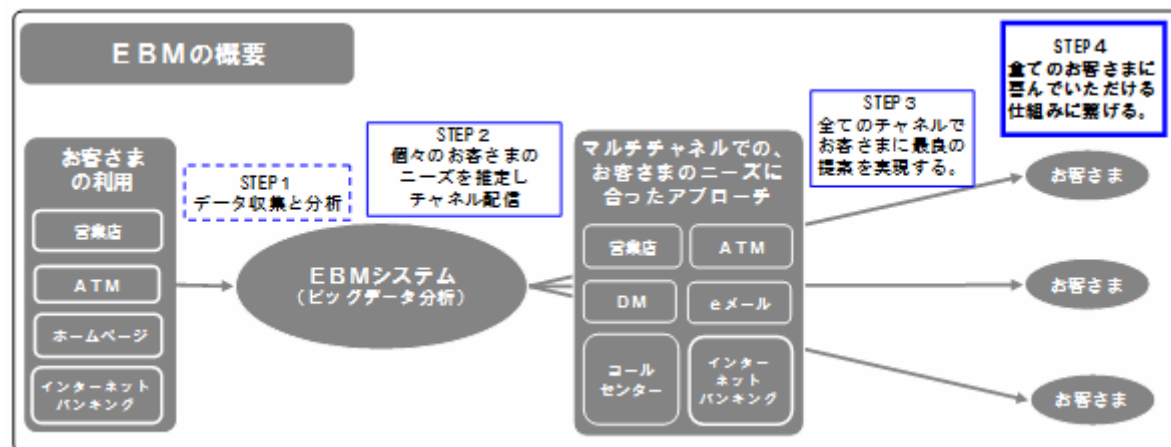 EBMの概要
お客さま
の利用
営業店
ATM
ホームページ
インターネット
バンキング
STEP1
データ収集と分析
STEP2
個々のお客さまの
ニーズを推定し
チャネル配信
EBMシステム
(ビッグデータ分析)
マルチチャネルでの、
お客さまのニーズに
合ったアプローチ
営業店
ATM
DM
eメール
コール
センター
インター
ネット
バンキング
STEP3
全てのチャネルで
お客さまに最良の
提案を実現する。
STEP4
全てのお客さまに
喜んでいただける
仕組みに繋げる。
お客さま
お客さま
お客さま